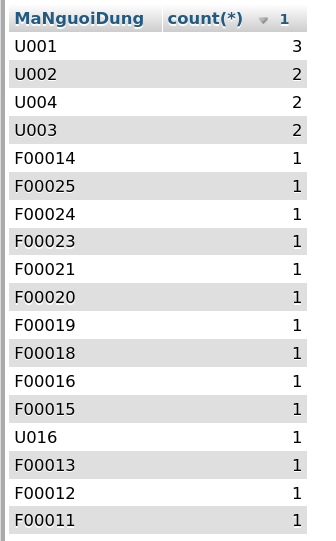 MaNguoiDung count(*) 1
U001 3
U002 2
U004 2
U003 2
F00014 1
F00025 1
F00024 1
F00023 1
F00021 1
F00020 1
F00019 1
F00018 1
F00016 1
F00015 1
U016 1
F00013 1
F00012 1
F00011 1